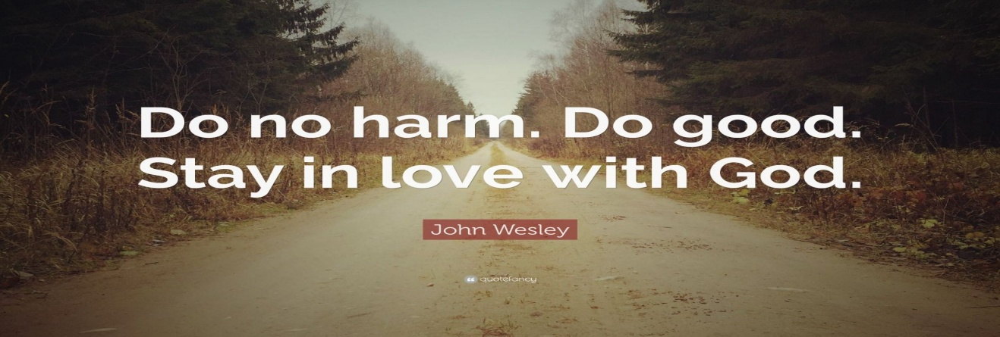 Do no harm. Do good.
Stay in love with God.
John Wesley
quotefancy